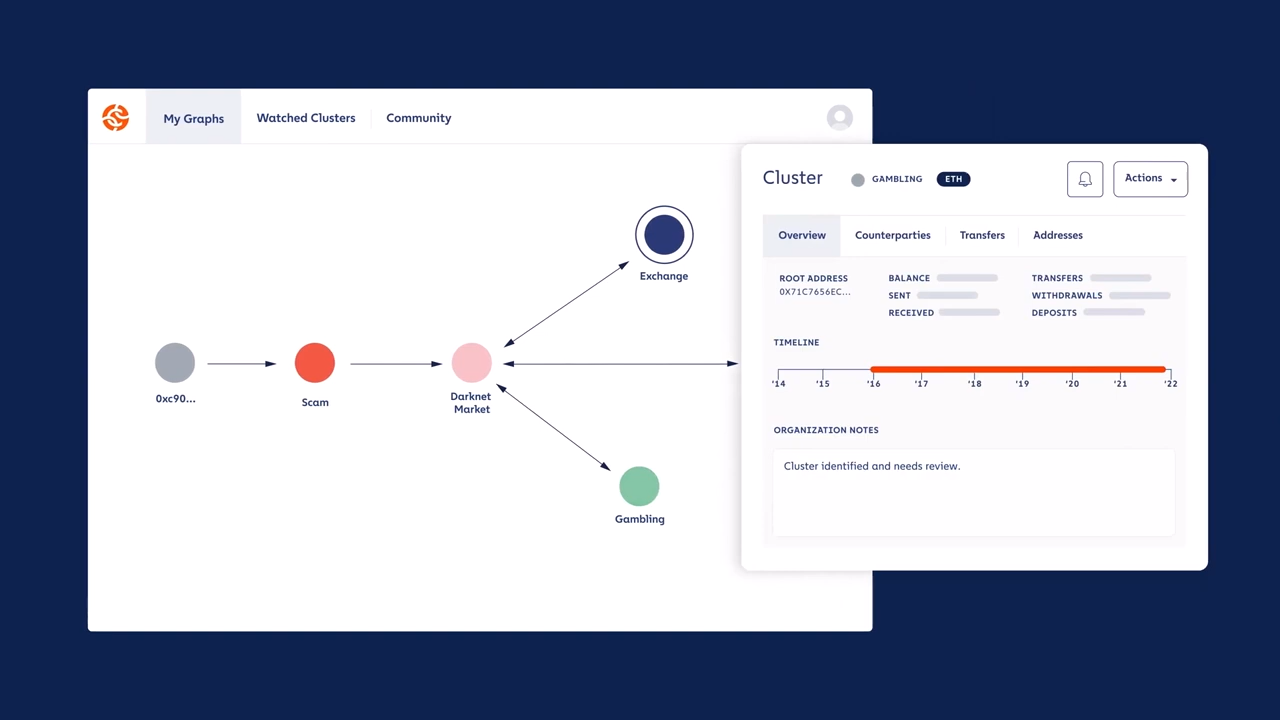 My Graphs
Watched Clusters
Community
Cluster
GAMBLING
ETH
Actions
Overview
Counterparties
Transfers
Addresses
ROOT ADDRESS
0X71C7656EC...
BALANCE
SENT
RECEIVED
TRANSFERS
WITHDRAWALS
DEPOSITS
TIMELINE
'14 '15 '16 '17 '18 '19 '20 '21 '22
ORGANIZATION NOTES
Cluster identified and needs review.
Exchange
0xc90...
Scam
Darknet
Market
Gambling